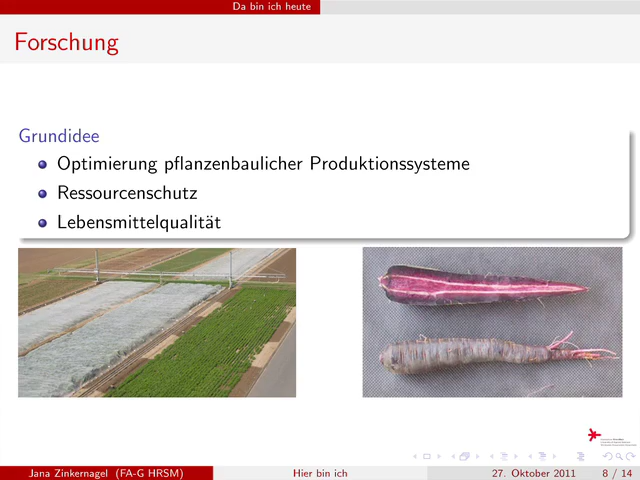 Da bin ich heute
Forschung
Grundidee
Optimierung pflanzenbaulicher Produktionssysteme
Ressourcenschutz
Lebensmittelqualität
Jana Zinkernagel (FA-G HRSM) Hier bin ich 27. Oktober 2011 8 / 14